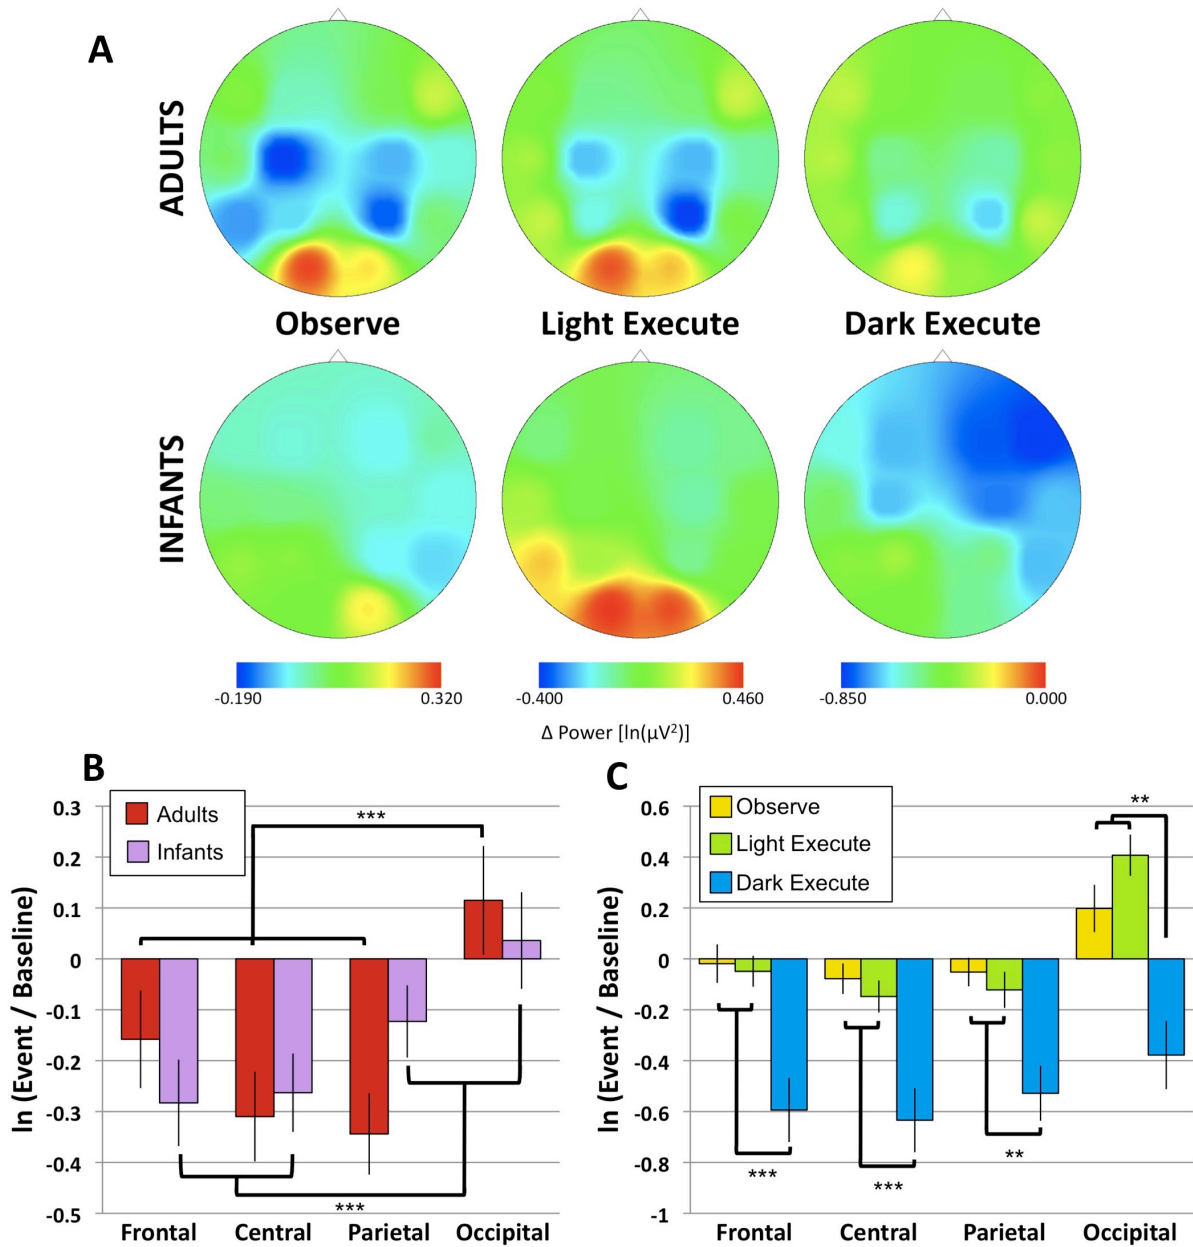 A
ADULTS
Observe
Light Execute
Dark Execute
INFANTS
-0.190
0.320
-0.400
0.460
-0.850
0.000
Δ Power [ln(μV²)]
B
Adults
Infants
ln (Event / Baseline)
0.3
0.2
0.1
0
-0.1
-0.2
-0.3
-0.4
-0.5
***
***
Frontal
Central
Parietal
Occipital
C
Observe
Light Execute
Dark Execute
ln (Event / Baseline)
0.6
0.4
0.2
0
-0.2
-0.4
-0.6
-0.8
-1
**
***
***
**
Frontal
Central
Parietal
Occipital